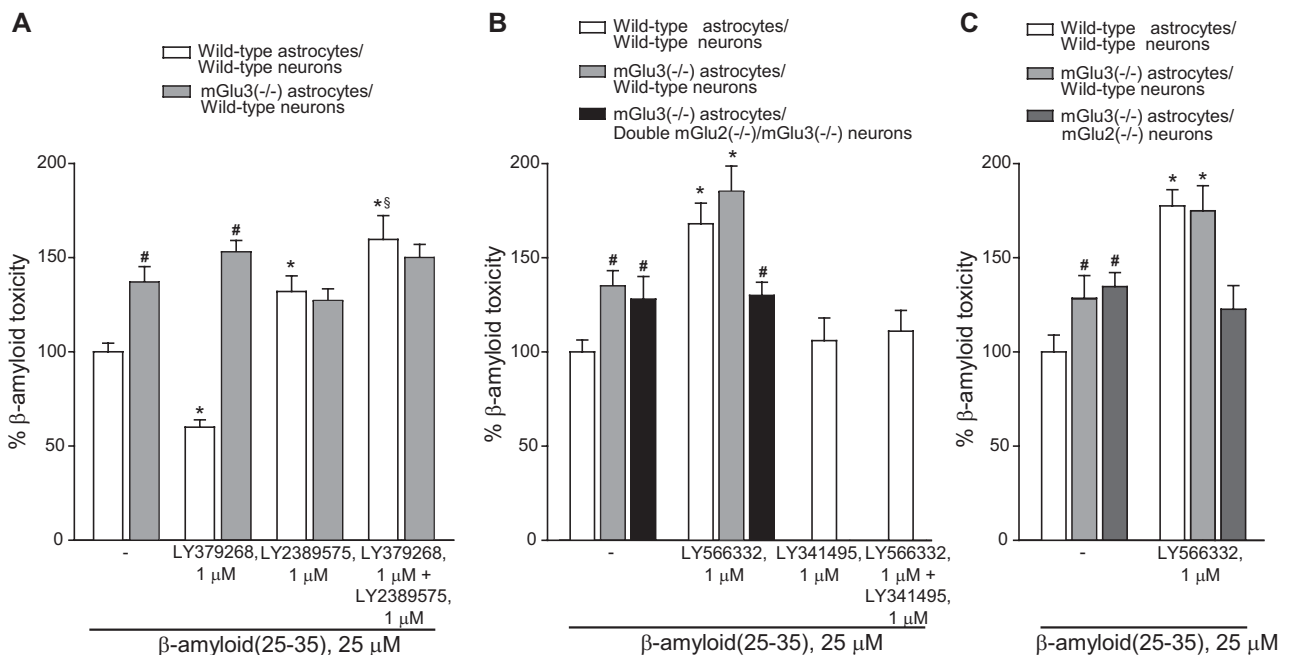 A
Wild-type astrocytes/
Wild-type neurons
mGlu3(-/-) astrocytes/
Wild-type neurons
% β-amyloid toxicity
200
150
100
50
0
#
*
#
*
*§
-
LY379268,
1 μM
LY2389575,
1 μM
LY379268,
1 μM +
LY2389575,
1 μM
β-amyloid(25-35), 25 μM
B
Wild-type astrocytes/
Wild-type neurons
mGlu3(-/-) astrocytes/
Wild-type neurons
mGlu3(-/-) astrocytes/
Double mGlu2(-/-)/mGlu3(-/-) neurons
% β-amyloid toxicity
200
150
100
50
0
#
#
*
*
#
-
LY566332,
1 μM
LY341495,
1 μM
LY566332,
1 μM +
LY341495,
1 μM
β-amyloid(25-35), 25 μM
C
Wild-type astrocytes/
Wild-type neurons
mGlu3(-/-) astrocytes/
Wild-type neurons
mGlu3(-/-) astrocytes/
mGlu2(-/-) neurons
% β-amyloid toxicity
200
150
100
50
0
#
#
*
*
-
LY566332,
1 μM
β-amyloid(25-35), 25 μM